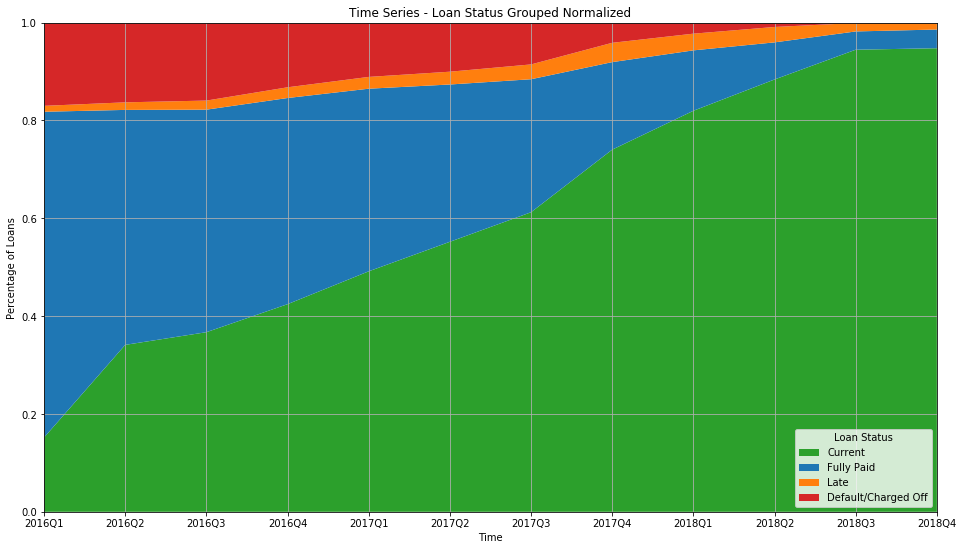 Time Series - Loan Status Grouped Normalized
1.0
0.8
0.6
0.4
0.2
0.0
Percentage of Loans
Loan Status
Current
Fully Paid
Late
Default/Charged Off
2016Q1 2016Q2 2016Q3 2016Q4 2017Q1 2017Q2 2017Q3 2017Q4 2018Q1 2018Q2 2018Q3 2018Q4
Time